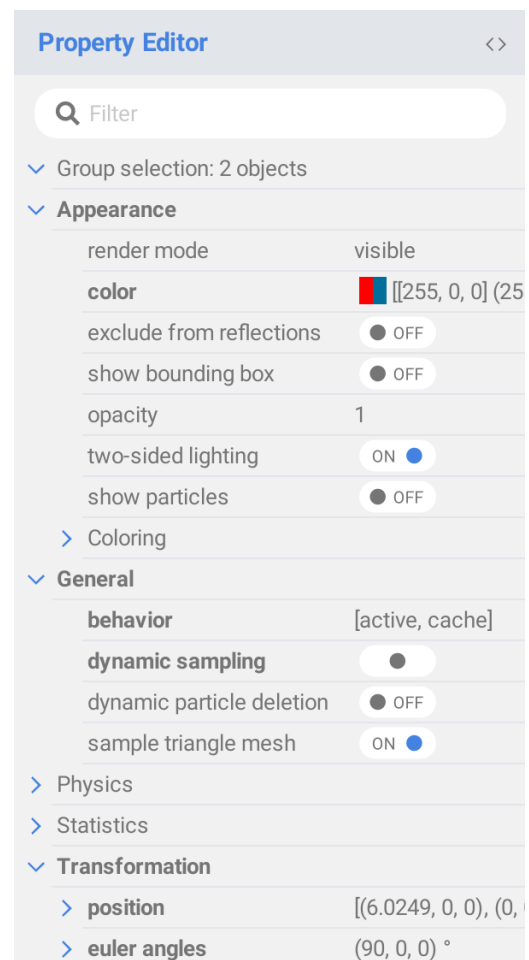 Property Editor <>
Filter
Group selection: 2 objects
Appearance
render mode visible
color [[255, 0, 0] (25
exclude from reflections OFF
show bounding box OFF
opacity 1
two-sided lighting ON
show particles OFF
Coloring
General
behavior [active, cache]
dynamic sampling
dynamic particle deletion OFF
sample triangle mesh ON
Physics
Statistics
Transformation
position [(6.0249, 0, 0), (0,
euler angles (90, 0, 0) °